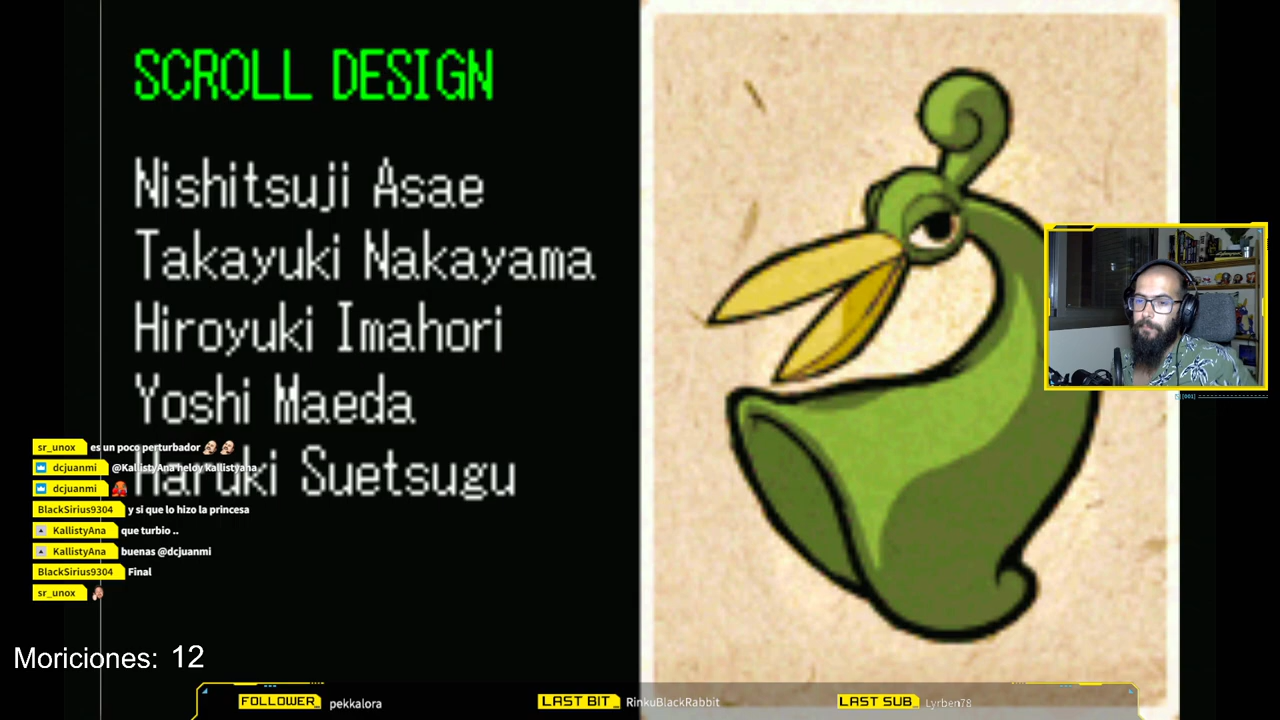 SCROLL DESIGN
Nishitsuji Asae
Takayuki Nakayama
Hiroyuki Imahori
Yoshi Maeda
Haruki Suetsugu
sr_unox es un poco perturbador
dcjuanmi @KallistyAna heloy kallistyana
dcjuanmi
BlackSirius9304 y si que lo hizo la princesa
KallistyAna que turbio ..
KallistyAna buenas @dcjuanmi
BlackSirius9304 Final
sr_unox
Moriciones: 12
FOLLOWER pekkalora LAST BIT RinkuBlackRabbit LAST SUB Lyrben78